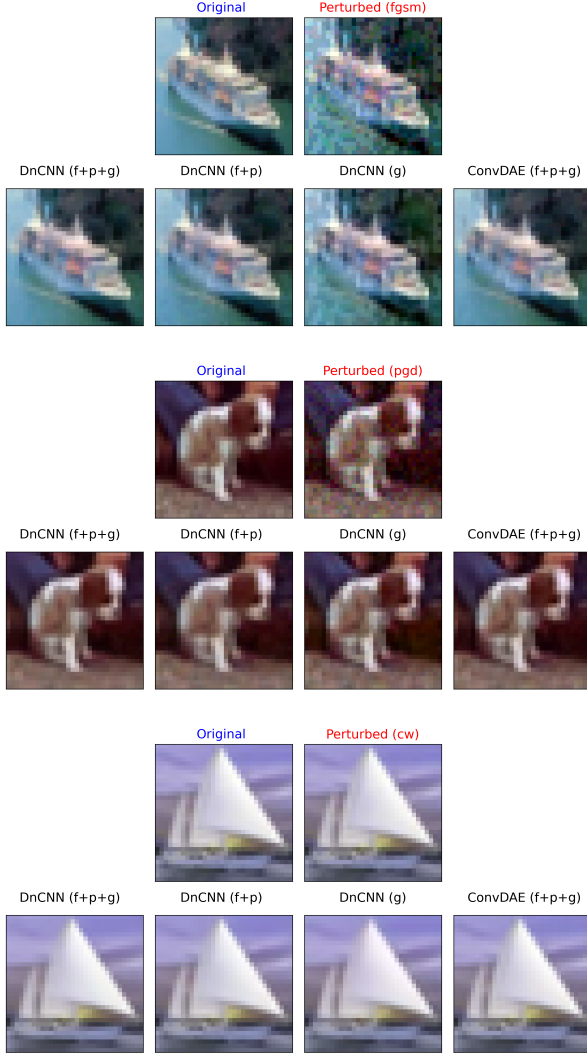 Original Perturbed (fgsm)
DnCNN (f+p+g) DnCNN (f+p) DnCNN (g) ConvDAE (f+p+g)
Original Perturbed (pgd)
DnCNN (f+p+g) DnCNN (f+p) DnCNN (g) ConvDAE (f+p+g)
Original Perturbed (cw)
DnCNN (f+p+g) DnCNN (f+p) DnCNN (g) ConvDAE (f+p+g)